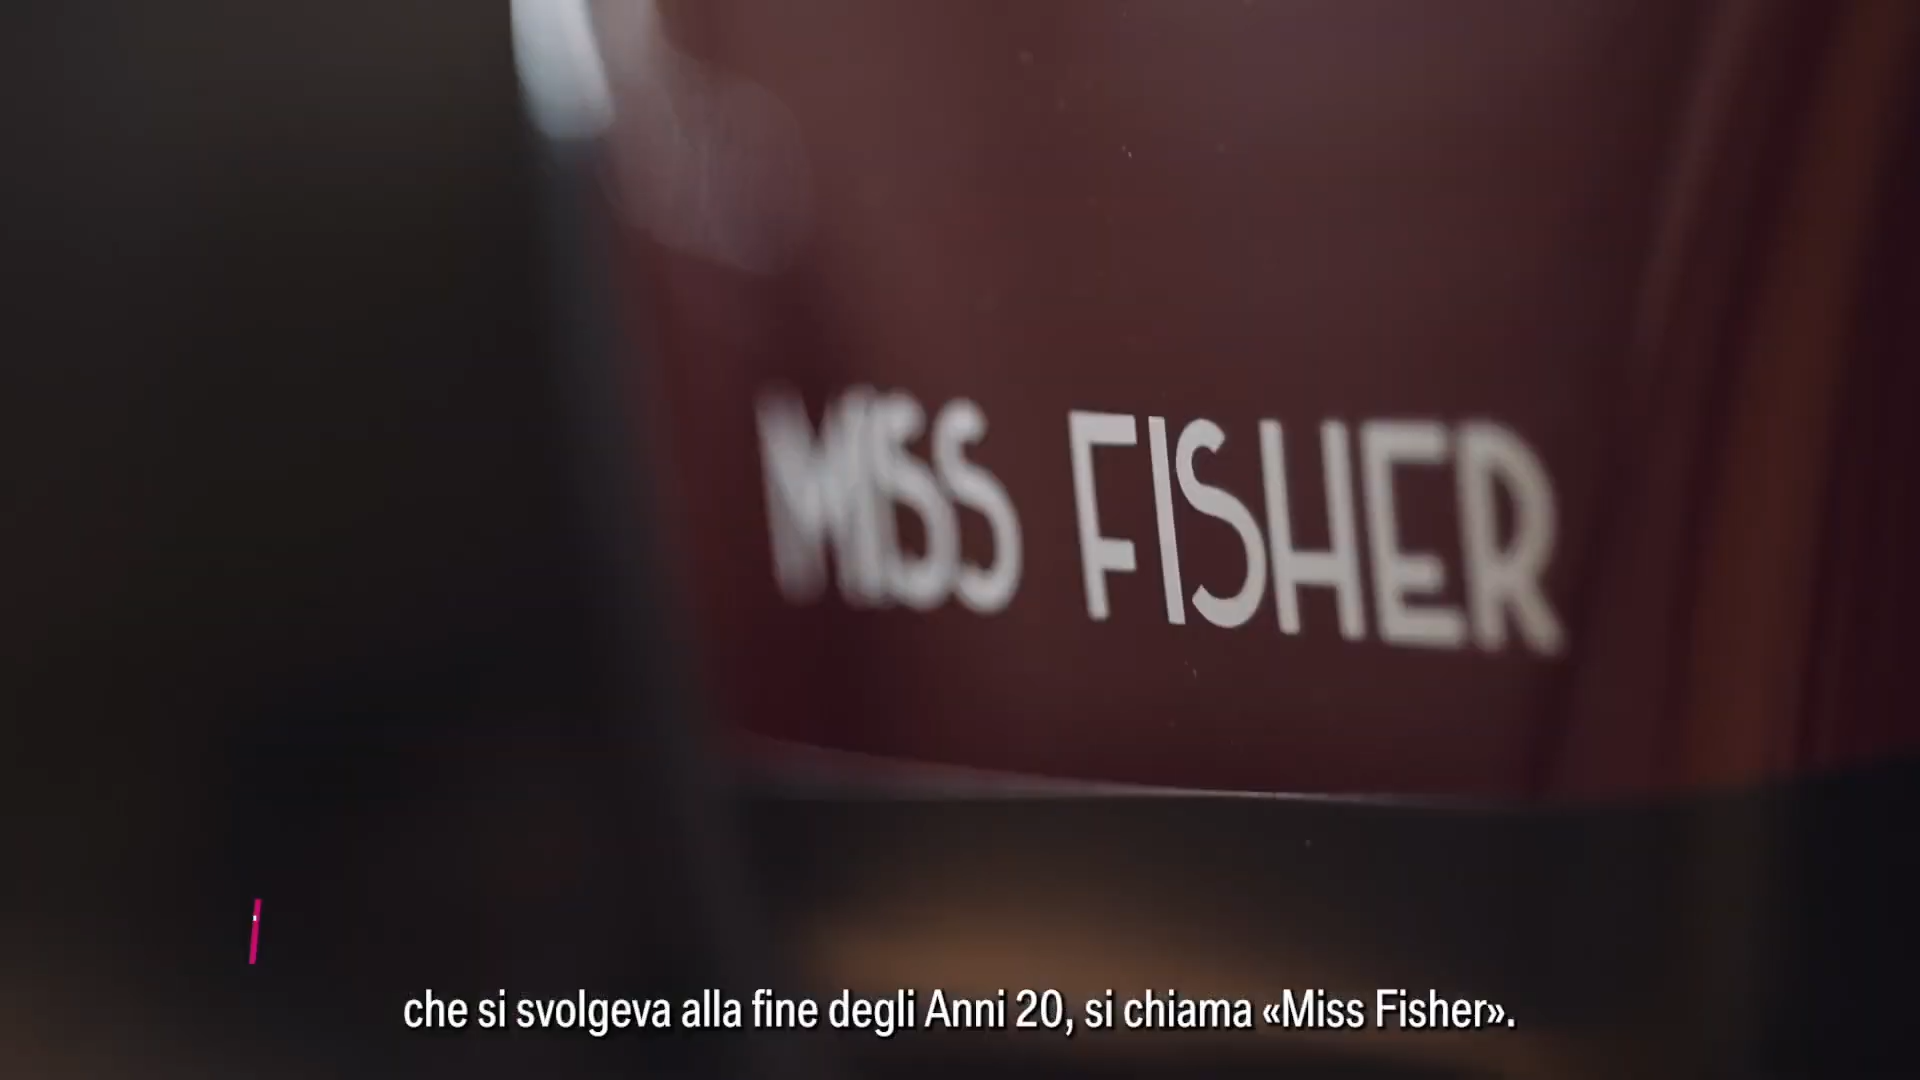 MISS FISHER
che si svolgeva alla fine degli Anni 20, si chiama «Miss Fisher».